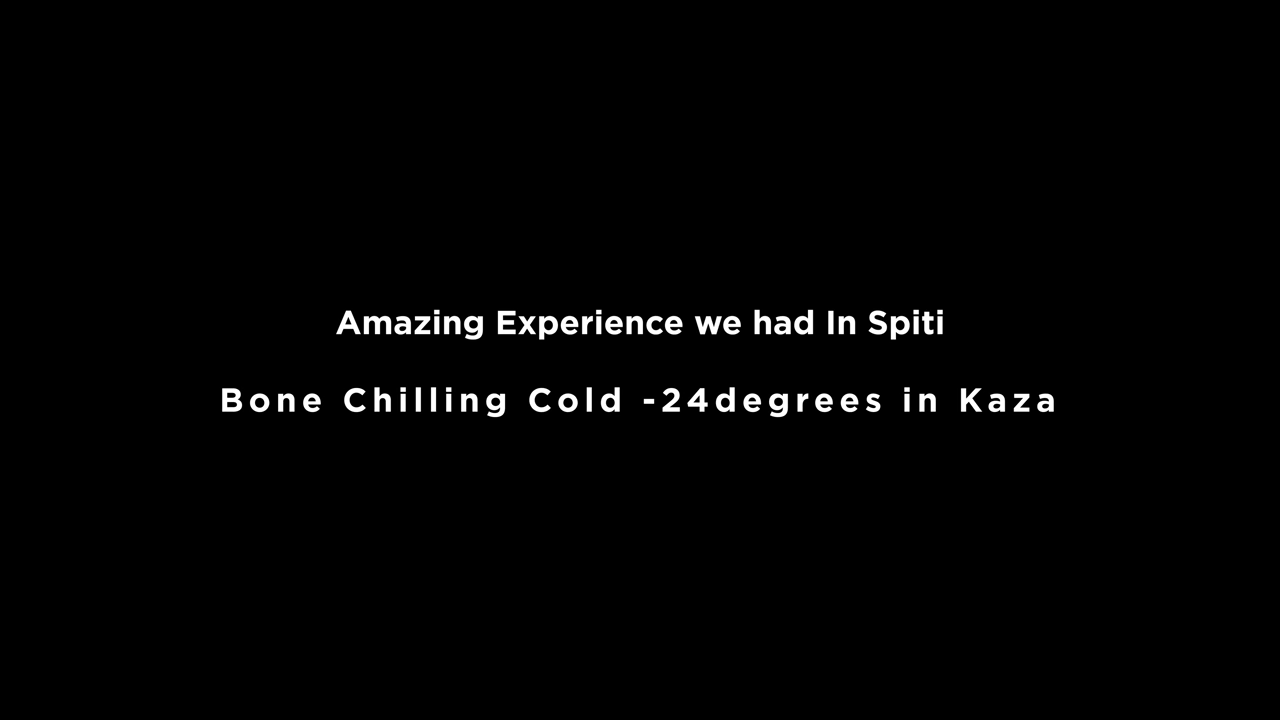 Amazing Experience we had In Spiti
Bone Chilling Cold -24degrees in Kaza